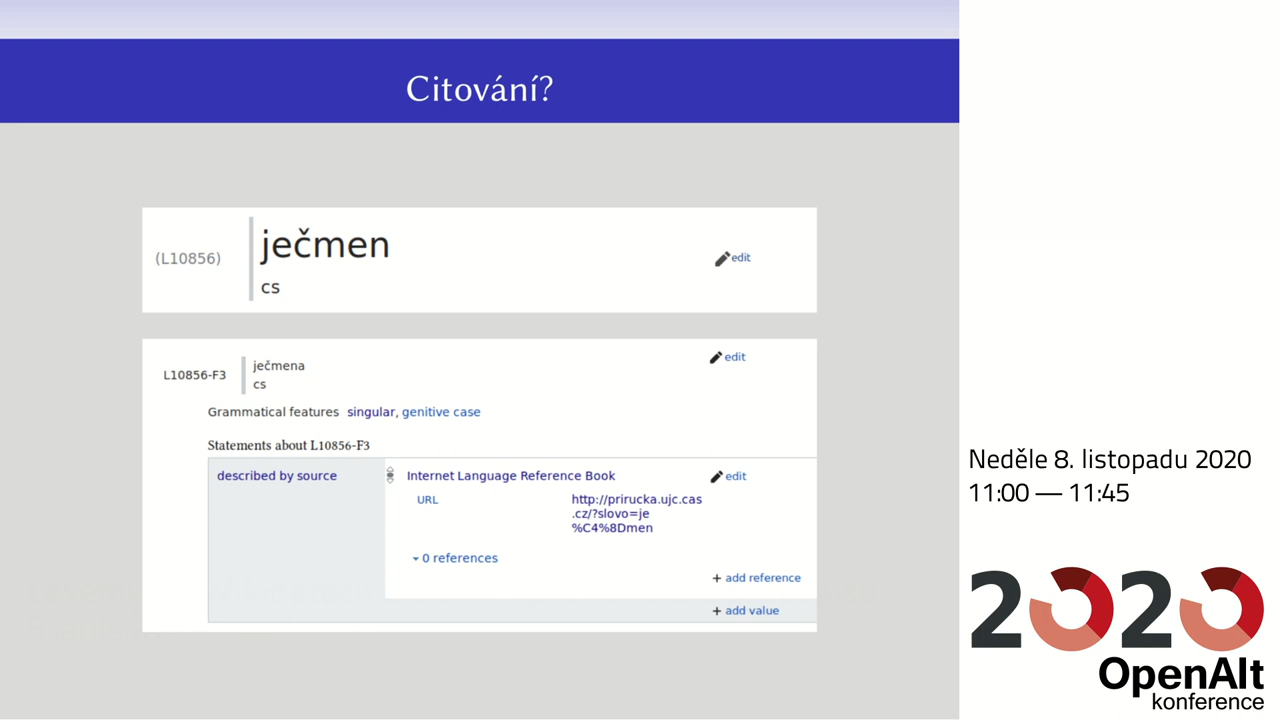 Citování?
(L10856)
ječmen
cs
edit
L10856-F3
ječmena
cs
edit
Grammatical features singular, genitive case
Statements about L10856-F3
described by source
Internet Language Reference Book
edit
URL
http://prirucka.ujc.cas
.cz/?slovo=je
%C4%8Dmen
0 references
+ add reference
+ add value
Neděle 8. listopadu 2020
11:00 — 11:45
2020
OpenAlt
konference